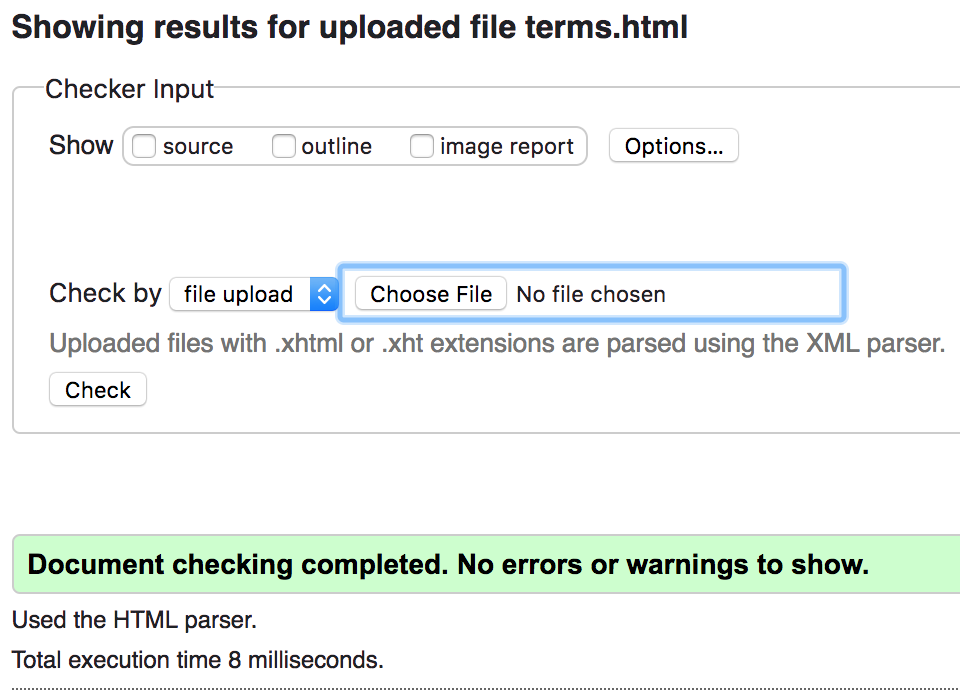 Showing results for uploaded file terms.html
Checker Input
Show source outline image report Options...
Check by file upload Choose File No file chosen
Uploaded files with .xhtml or .xht extensions are parsed using the XML parser.
Check
Document checking completed. No errors or warnings to show.
Used the HTML parser.
Total execution time 8 milliseconds.